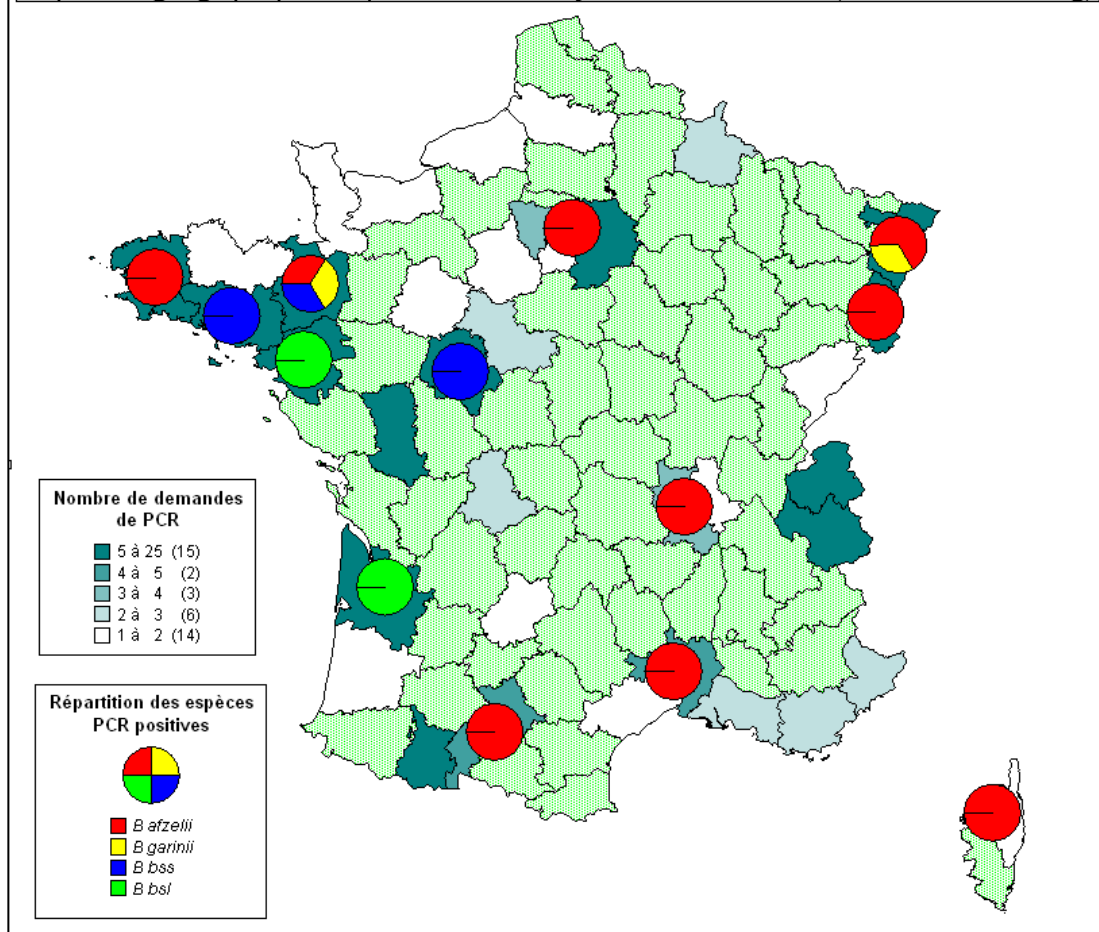 Nombre de demandes
de PCR
5 à 25 (15)
4 à 5 (2)
3 à 4 (3)
2 à 3 (6)
1 à 2 (14)
Répartition des espèces
PCR positives
B afzelii
B garinii
B bss
B bsl